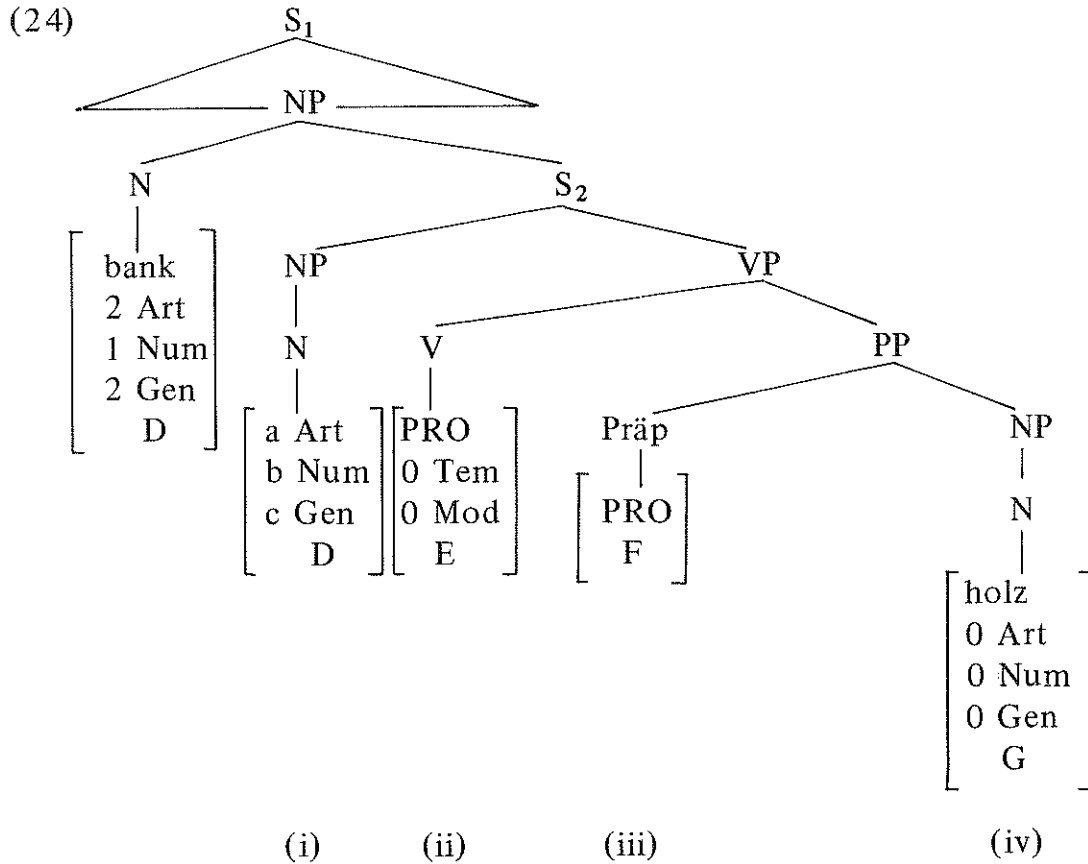 (24)
S₁
NP
N
S₂
bank
2 Art
1 Num
2 Gen
D
NP
VP
N
V
PP
a Art
b Num
c Gen
D
PRO
0 Tem
0 Mod
E
Präp
NP
PRO
F
N
holz
0 Art
0 Num
0 Gen
G
(i) (ii) (iii) (iv)